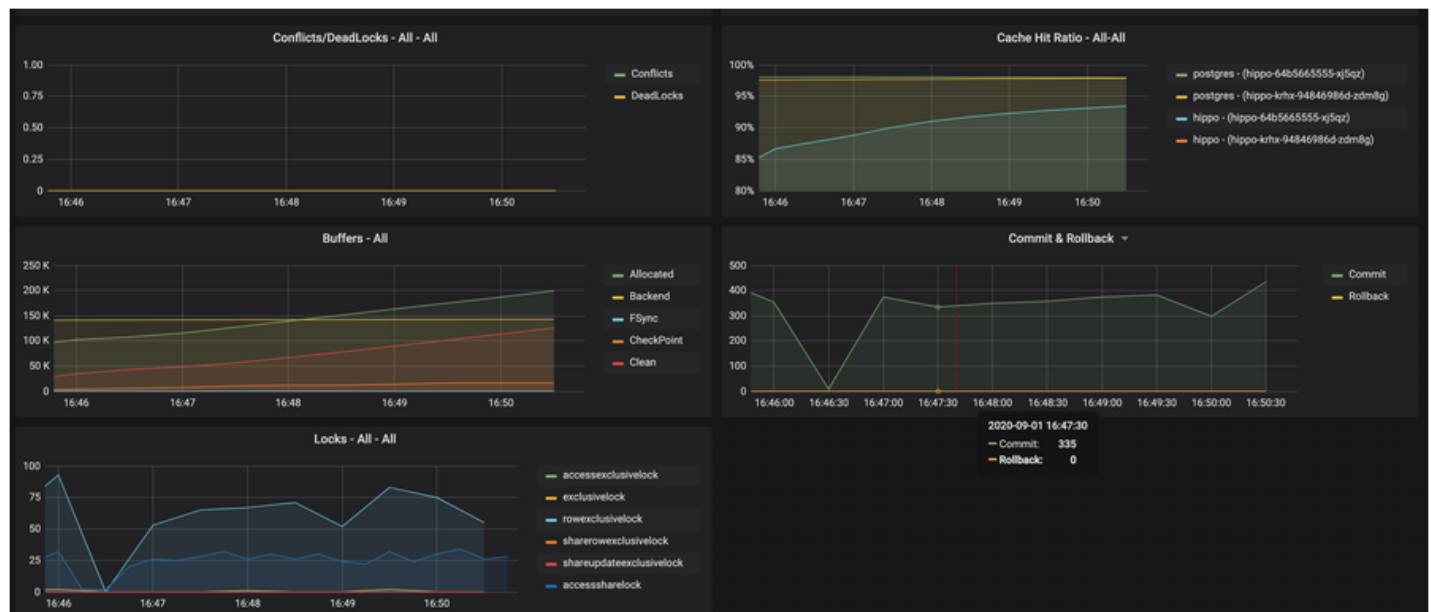 Conflicts/DeadLocks - All - All
1.00
0.75
0.50
0.25
0
16:46 16:47 16:48 16:49 16:50
Conflicts
DeadLocks
Cache Hit Ratio - All-All
100%
95%
90%
85%
80%
16:46 16:47 16:48 16:49 16:50
postgres - (hippo-64b5665555-xj5qz)
postgres - (hippo-krhx-94846986d-zdm8g)
hippo - (hippo-64b5665555-xj5qz)
hippo - (hippo-krhx-94846986d-zdm8g)
Buffers - All
250 K
200 K
150 K
100 K
50 K
0
16:46 16:47 16:48 16:49 16:50
Allocated
Backend
FSync
CheckPoint
Clean
Commit & Rollback
500
400
300
200
100
0
16:46:00 16:46:30 16:47:00 16:47:30 16:48:00 16:48:30 16:49:00 16:49:30 16:50:00 16:50:30
Commit
Rollback
2020-09-01 16:47:30
Commit: 335
Rollback: 0
Locks - All - All
100
75
50
25
0
16:46 16:47 16:48 16:49 16:50
accessexclusivelock
exclusivelock
rowexclusivelock
sharerowexclusivelock
shareupdateexclusivelock
accesssharelock